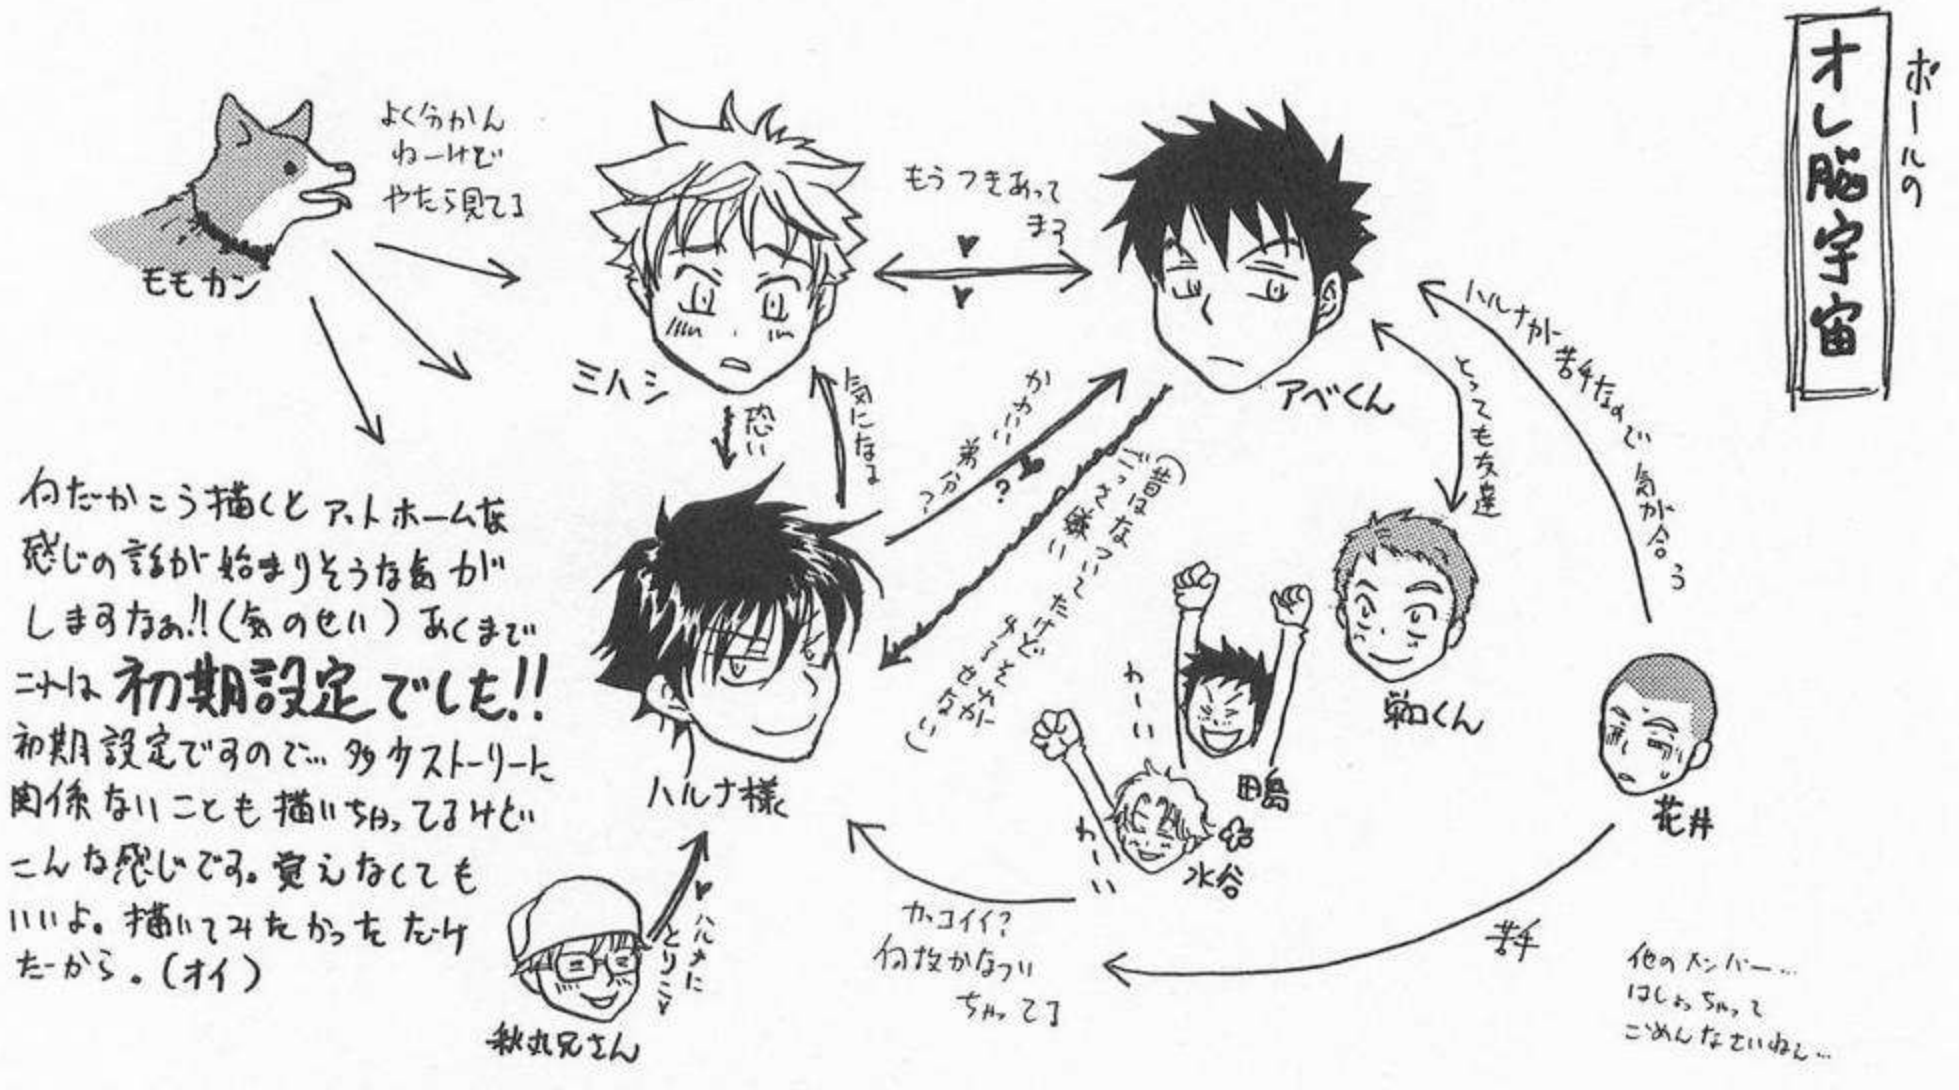 ボールの
オレ脳宇宙
よく分かん
ねーけど
やたら見てる
モモカン
ミハシ
もうつきあって
ます
アベくん
ハルナが苦手なので気が合う
とっても友達
恐い
気になる
かわいい
弟分
?
?
(昔はなついてたけどそれが
ごっさ嫌い
させない)
何だかこう描くとアットホームな
感じの話が始まりそうな気が
しますなぁ!!(気のせい)あくまで
これは初期設定でした!!
初期設定ですので…多少ストーリーに
関係ないことも描いちゃってるけど
こんな感じです。覚えなくても
いいよ。描いてみたかっただけ
だから。(オイ)
ハルナ様
わーい
田島
わーい
水谷
栄口くん
花井
苦手
カッコイイ?
何故かなつい
ちゃってる
ハルナに
とりこ
秋丸兄さん
他のメンバー…
はしょっちゃって
ごめんなさいねぇ…